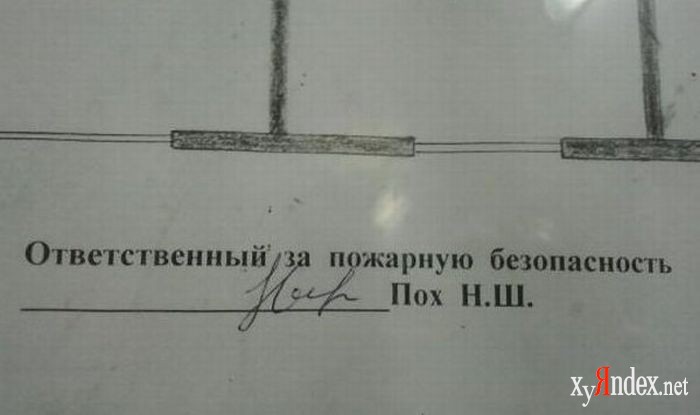 Ответственный за пожарную безопасность
Пох Н.Ш.
xyЯndex.net